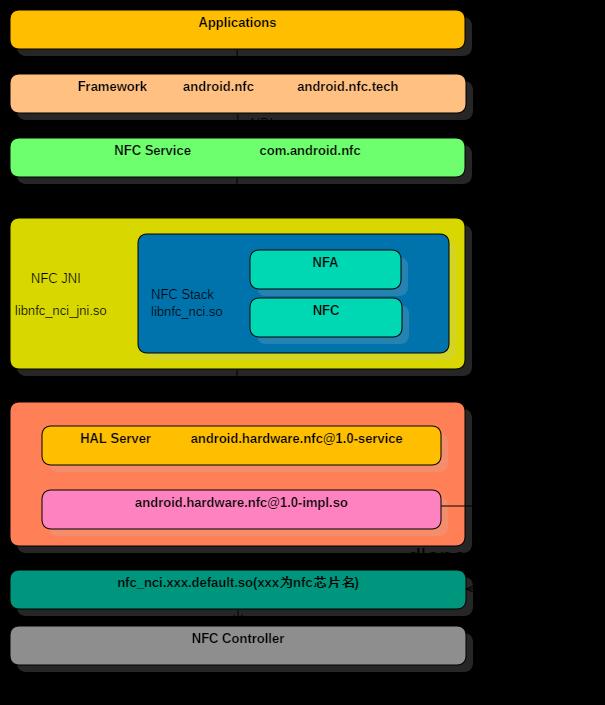 Applications
Framework android.nfc android.nfc.tech
NFC Service com.android.nfc
NFC JNI
libnfc_nci_jni.so
NFC Stack
libnfc_nci.so
NFA
NFC
HAL Server android.hardware.nfc@1.0-service
android.hardware.nfc@1.0-impl.so
nfc_nci.xxx.default.so(xxx为nfc芯片名)
NFC Controller